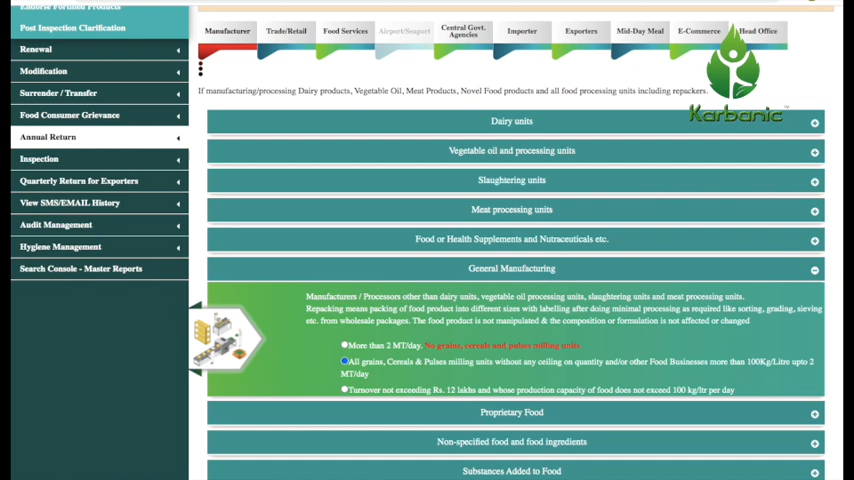 Endorse Fortified Products
Post Inspection Clarification
Renewal
Modification
Surrender / Transfer
Food Consumer Grievance
Annual Return
Inspection
Quarterly Return for Exporters
View SMS/EMAIL History
Audit Management
Hygiene Management
Search Console - Master Reports
Manufacturer
Trade/Retail
Food Services
Airport/Seaport
Central Govt.
Agencies
Importer
Exporters
Mid-Day Meal
E-Commerce
Head Office
Karbanic
TM
If manufacturing/processing Dairy products, Vegetable Oil, Meat Products, Novel Food products and all food processing units including repackers.
Dairy units
Vegetable oil and processing units
Slaughtering units
Meat processing units
Food or Health Supplements and Nutraceuticals etc.
General Manufacturing
Manufacturers / Processors other than dairy units, vegetable oil processing units, slaughtering units and meat processing units.
Repacking means packing of food product into different sizes with labelling after doing minimal processing as required like sorting, grading, sieving
etc. from wholesale packages. The food product is not manipulated & the composition or formulation is not affected or changed
More than 2 MT/day. No grains, cereals and pulses milling units
All grains, Cereals & Pulses milling units without any ceiling on quantity and/or other Food Businesses more than 100Kg/Litre upto 2
MT/day
Turnover not exceeding Rs. 12 lakhs and whose production capacity of food does not exceed 100 kg/ltr per day
Proprietary Food
Non-specified food and food ingredients
Substances Added to Food